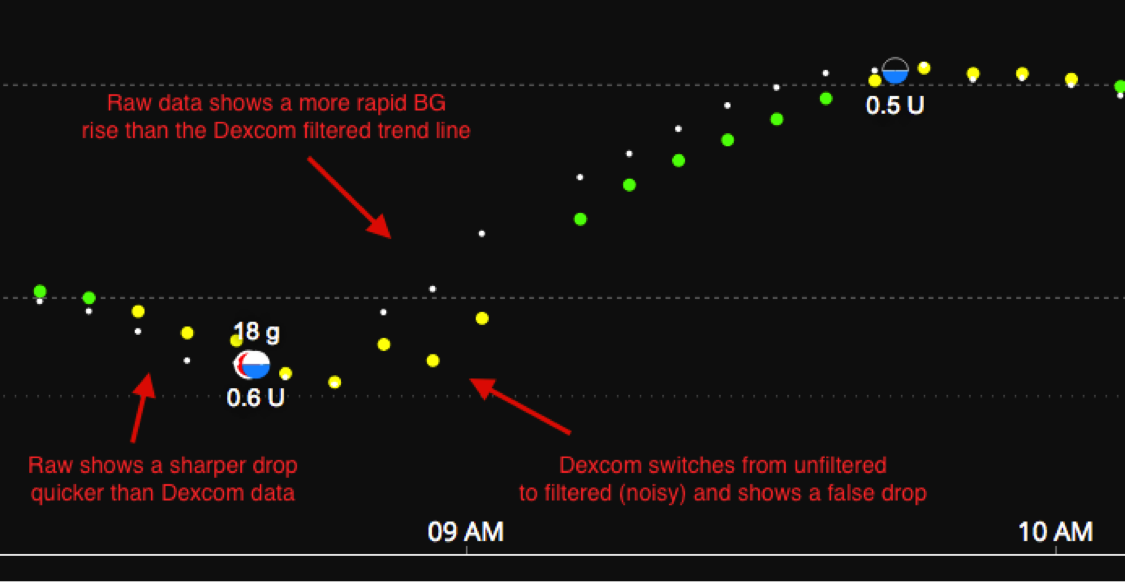 Raw data shows a more rapid BG
rise than the Dexcom filtered trend line
0.5 U
18 g
0.6 U
Raw shows a sharper drop
quicker than Dexcom data
Dexcom switches from unfiltered
to filtered (noisy) and shows a false drop
09 AM
10 AM